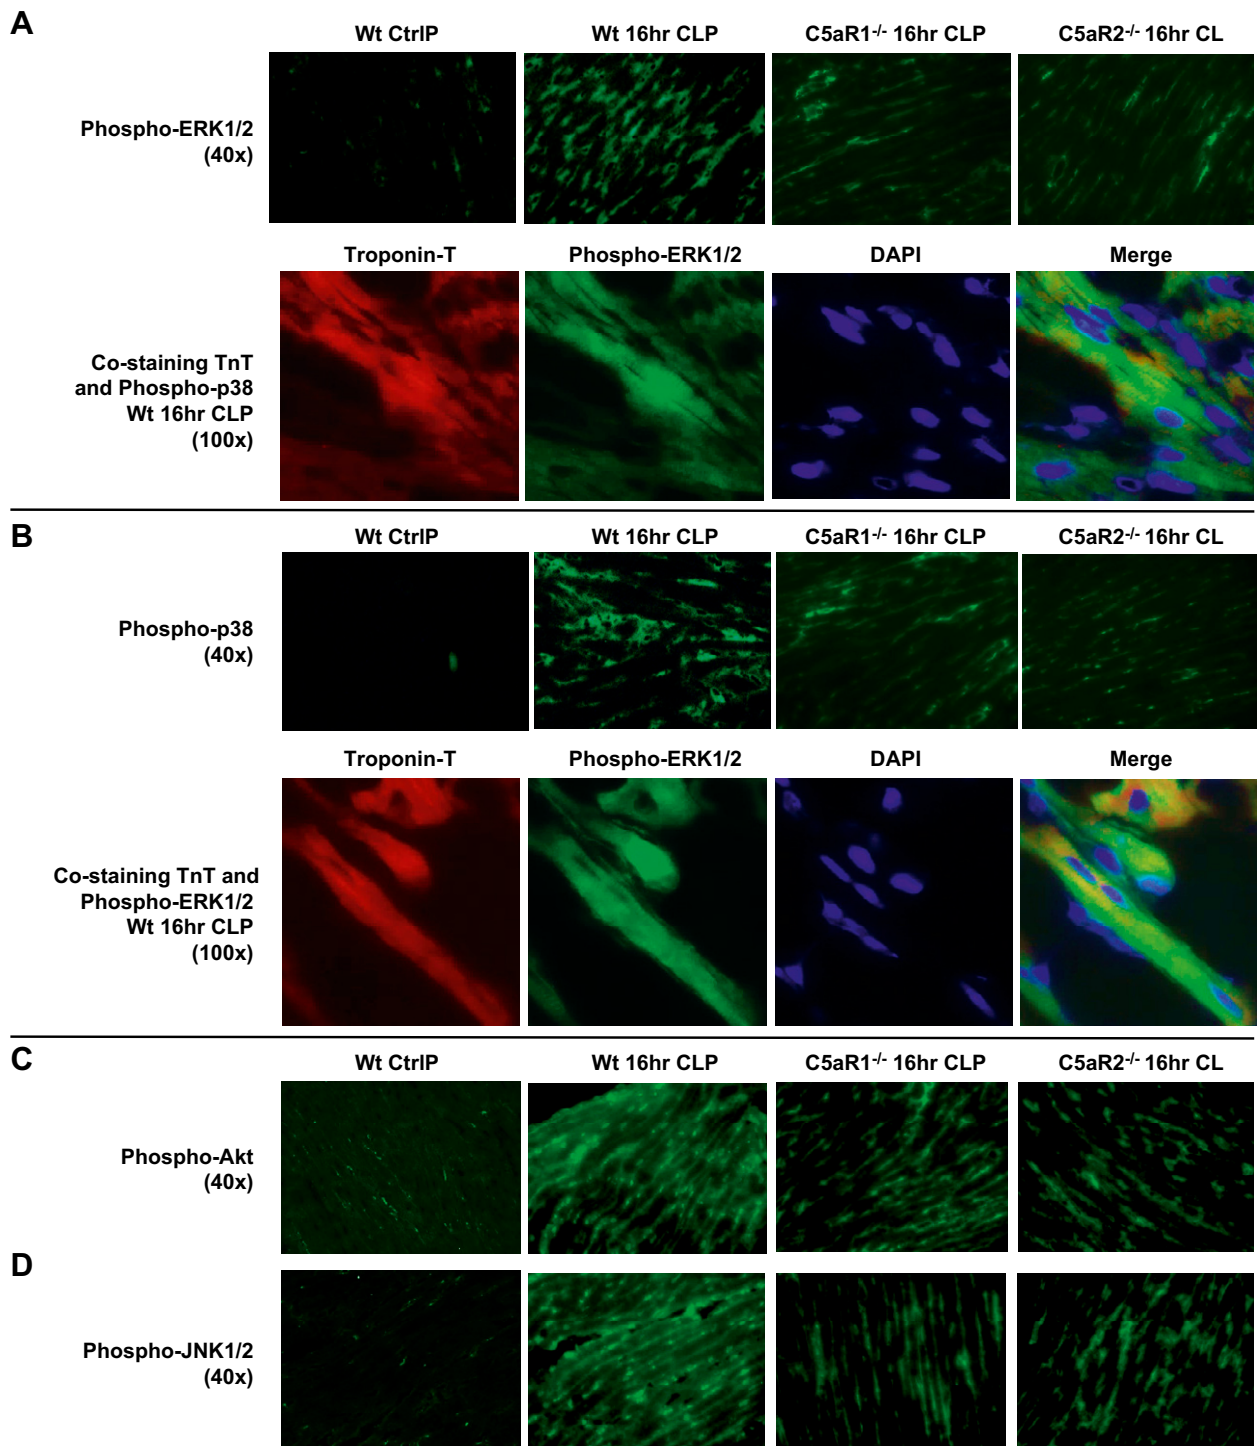 A
Wt CtrlP
Wt 16hr CLP
C5aR1-/- 16hr CLP
C5aR2-/- 16hr CL
Phospho-ERK1/2
(40x)
Troponin-T
Phospho-ERK1/2
DAPI
Merge
Co-staining TnT
and Phospho-p38
Wt 16hr CLP
(100x)
B
Wt CtrlP
Wt 16hr CLP
C5aR1-/- 16hr CLP
C5aR2-/- 16hr CL
Phospho-p38
(40x)
Troponin-T
Phospho-ERK1/2
DAPI
Merge
Co-staining TnT and
Phospho-ERK1/2
Wt 16hr CLP
(100x)
C
Wt CtrlP
Wt 16hr CLP
C5aR1-/- 16hr CLP
C5aR2-/- 16hr CL
Phospho-Akt
(40x)
D
Phospho-JNK1/2
(40x)